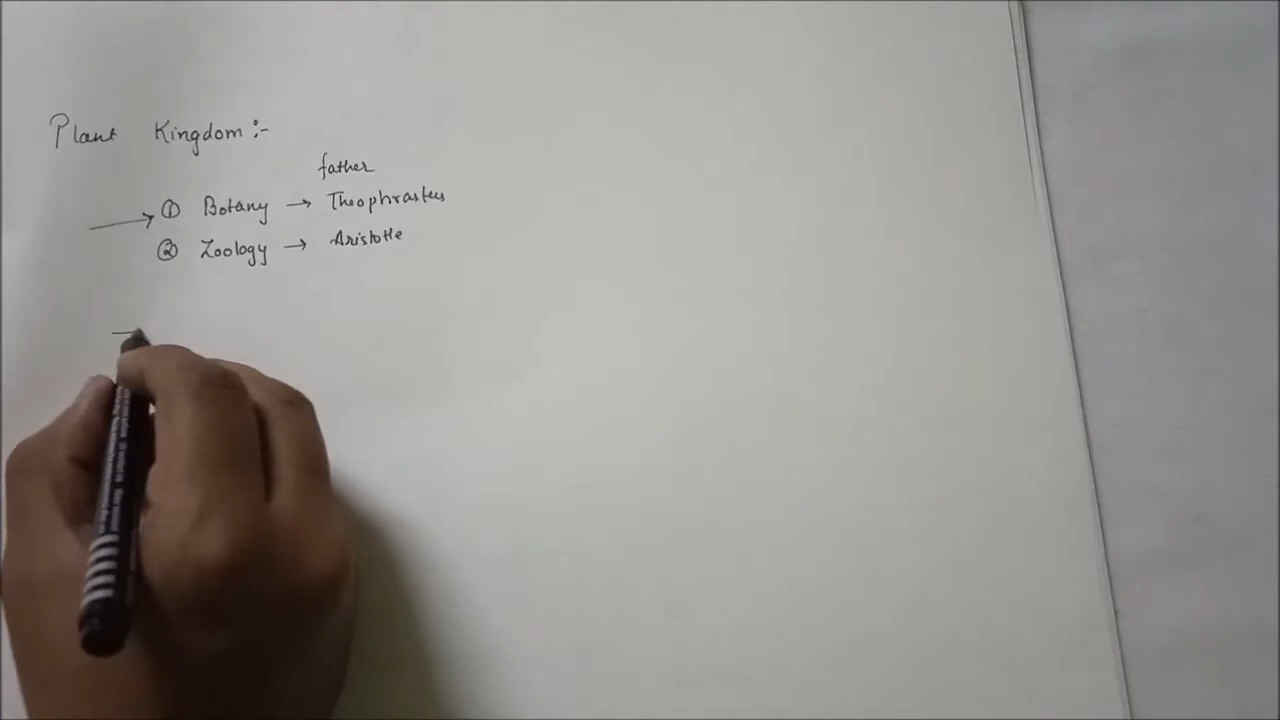 Plant Kingdom :-
father
① Botany → Theophrastus
② Zoology → Aristotle